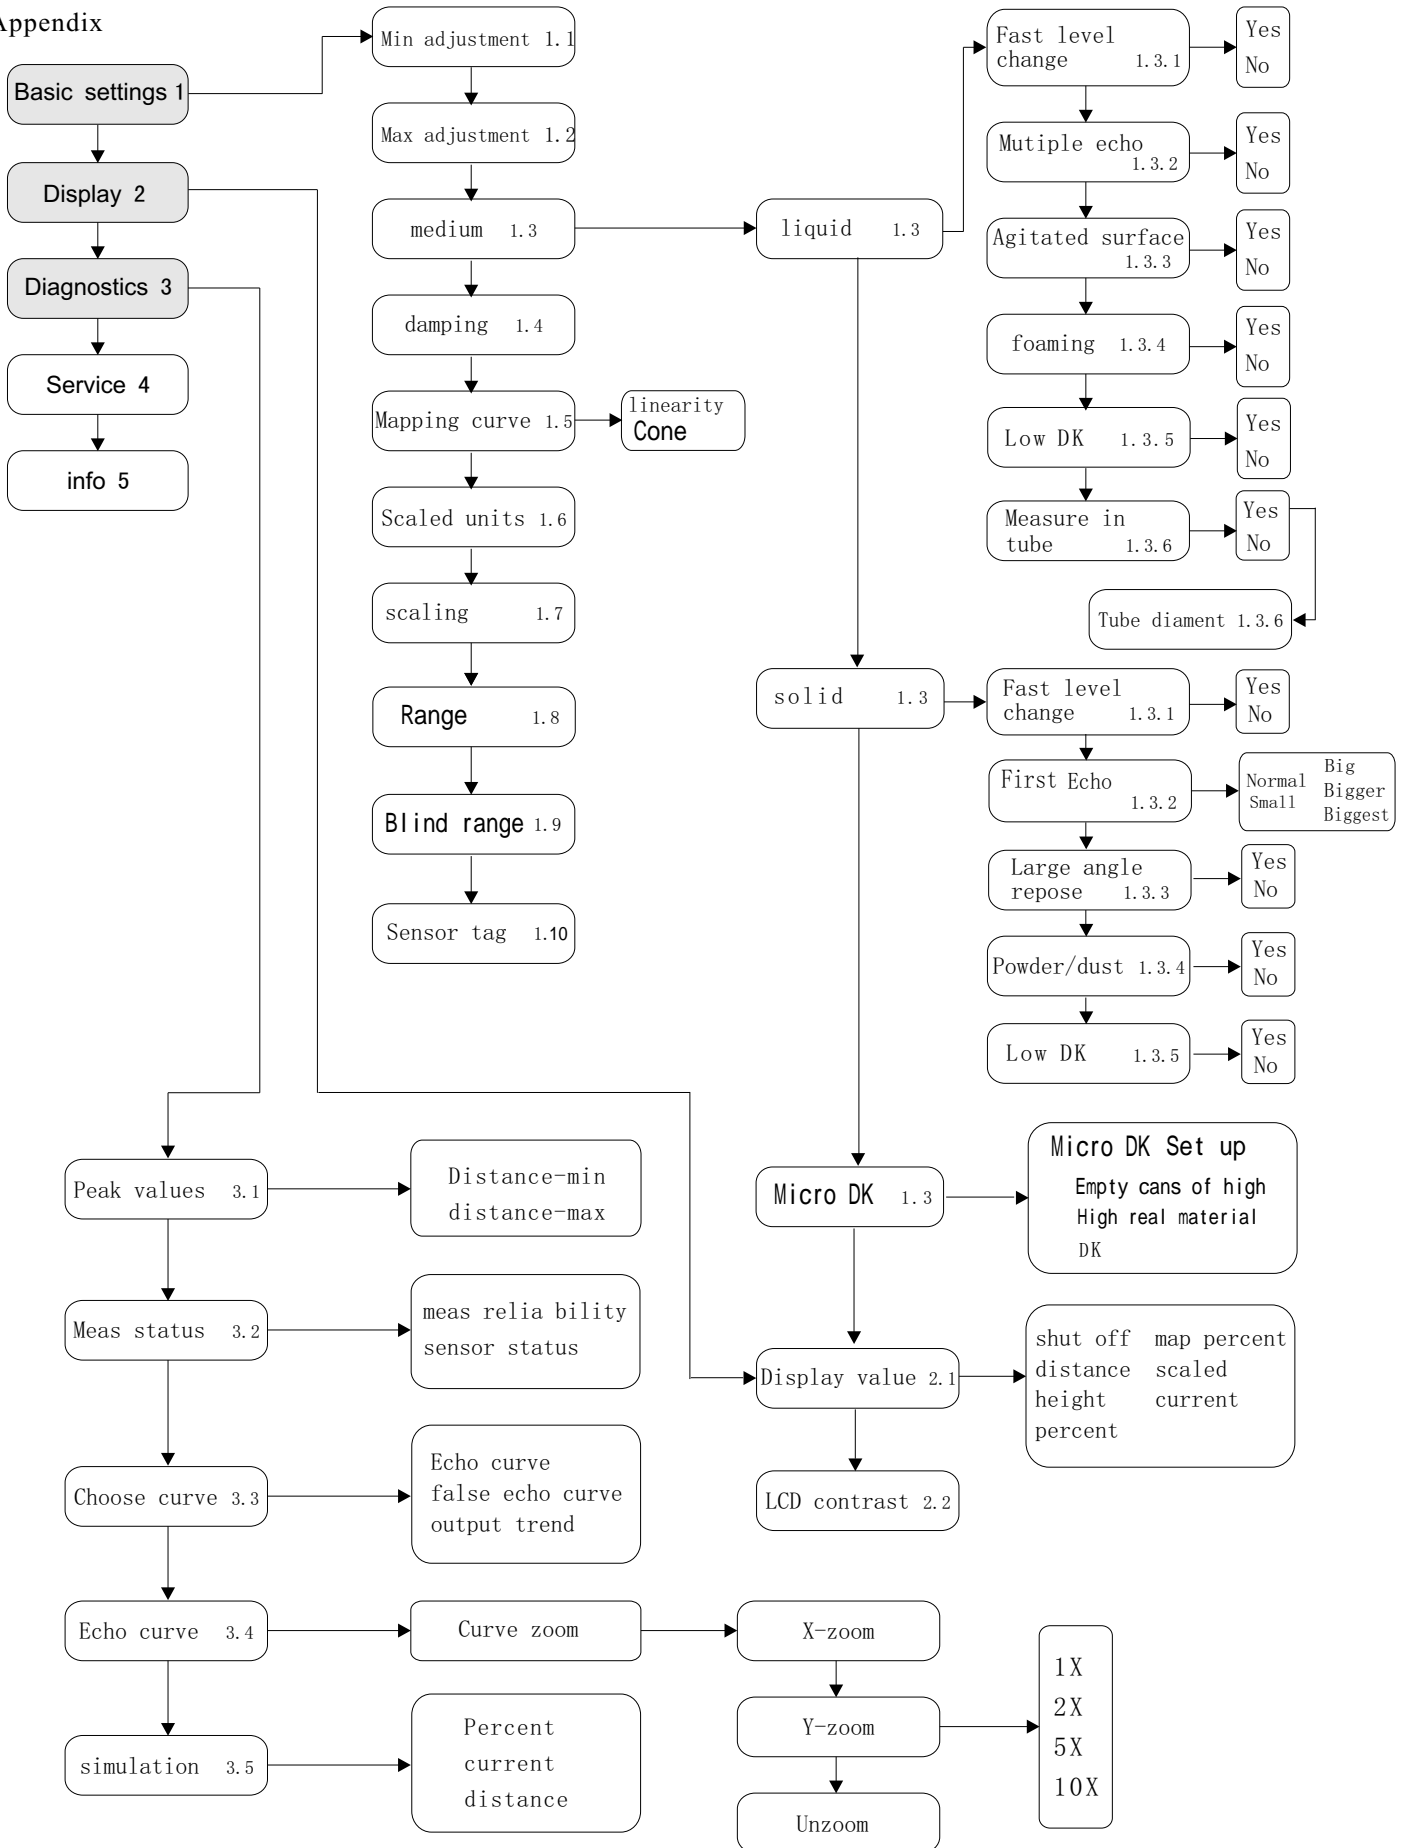 Appendix
Basic settings 1
Display 2
Diagnostics 3
Service 4
info 5
Min adjustment 1.1
Max adjustment 1.2
medium 1.3
damping 1.4
Mapping curve 1.5
linearity
Cone
Scaled units 1.6
scaling 1.7
Range 1.8
Blind range 1.9
Sensor tag 1.10
liquid 1.3
Fast level
change 1.3.1
Yes
No
Mutiple echo
1.3.2
Yes
No
Agitated surface
1.3.3
Yes
No
foaming 1.3.4
Yes
No
Low DK 1.3.5
Yes
No
Measure in
tube 1.3.6
Yes
No
Tube diament 1.3.6
solid 1.3
Fast level
change 1.3.1
Yes
No
First Echo
1.3.2
Normal
Small
Big
Bigger
Biggest
Large angle
repose 1.3.3
Yes
No
Powder/dust 1.3.4
Yes
No
Low DK 1.3.5
Yes
No
Micro DK 1.3
Micro DK Set up
Empty cans of high
High real material
DK
Display value 2.1
shut off map percent
distance scaled
height current
percent
LCD contrast 2.2
Peak values 3.1
Distance-min
distance-max
Meas status 3.2
meas relia bility
sensor status
Choose curve 3.3
Echo curve
false echo curve
output trend
Echo curve 3.4
Curve zoom
X-zoom
Y-zoom
Unzoom
1X
2X
5X
10X
simulation 3.5
Percent
current
distance